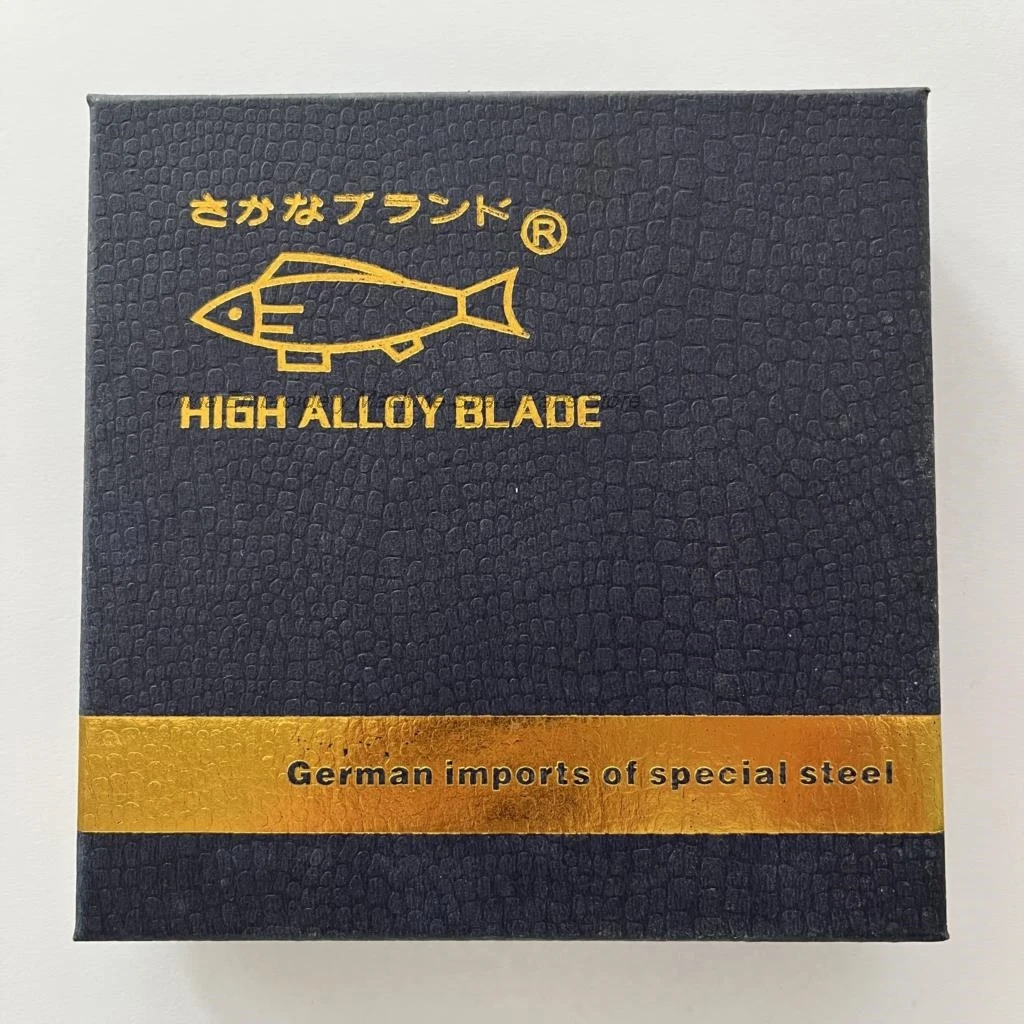 さかなブランド ®
HIGH ALLOY BLADE
German imports of special steel